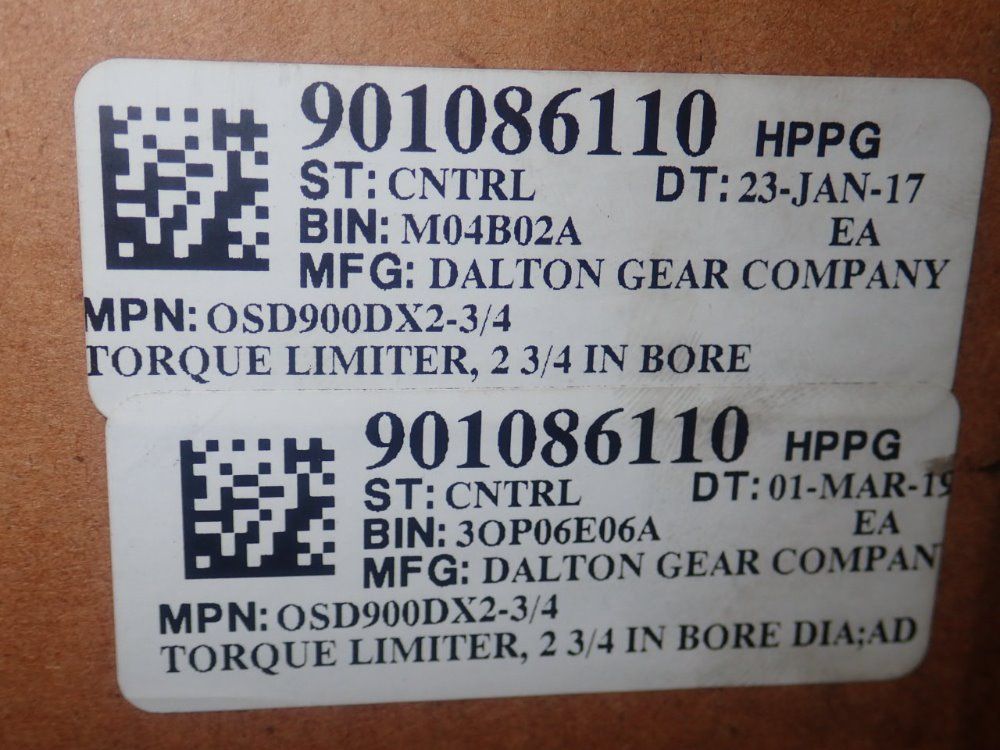 901086110 HPPG
ST: CNTRL DT: 23-JAN-17
BIN: M04B02A EA
MFG: DALTON GEAR COMPANY
MPN: OSD900DX2-3/4
TORQUE LIMITER, 2 3/4 IN BORE
901086110 HPPG
ST: CNTRL DT: 01-MAR-19
BIN: 3OP06E06A EA
MFG: DALTON GEAR COMPAN
MPN: OSD900DX2-3/4
TORQUE LIMITER, 2 3/4 IN BORE DIA;AD